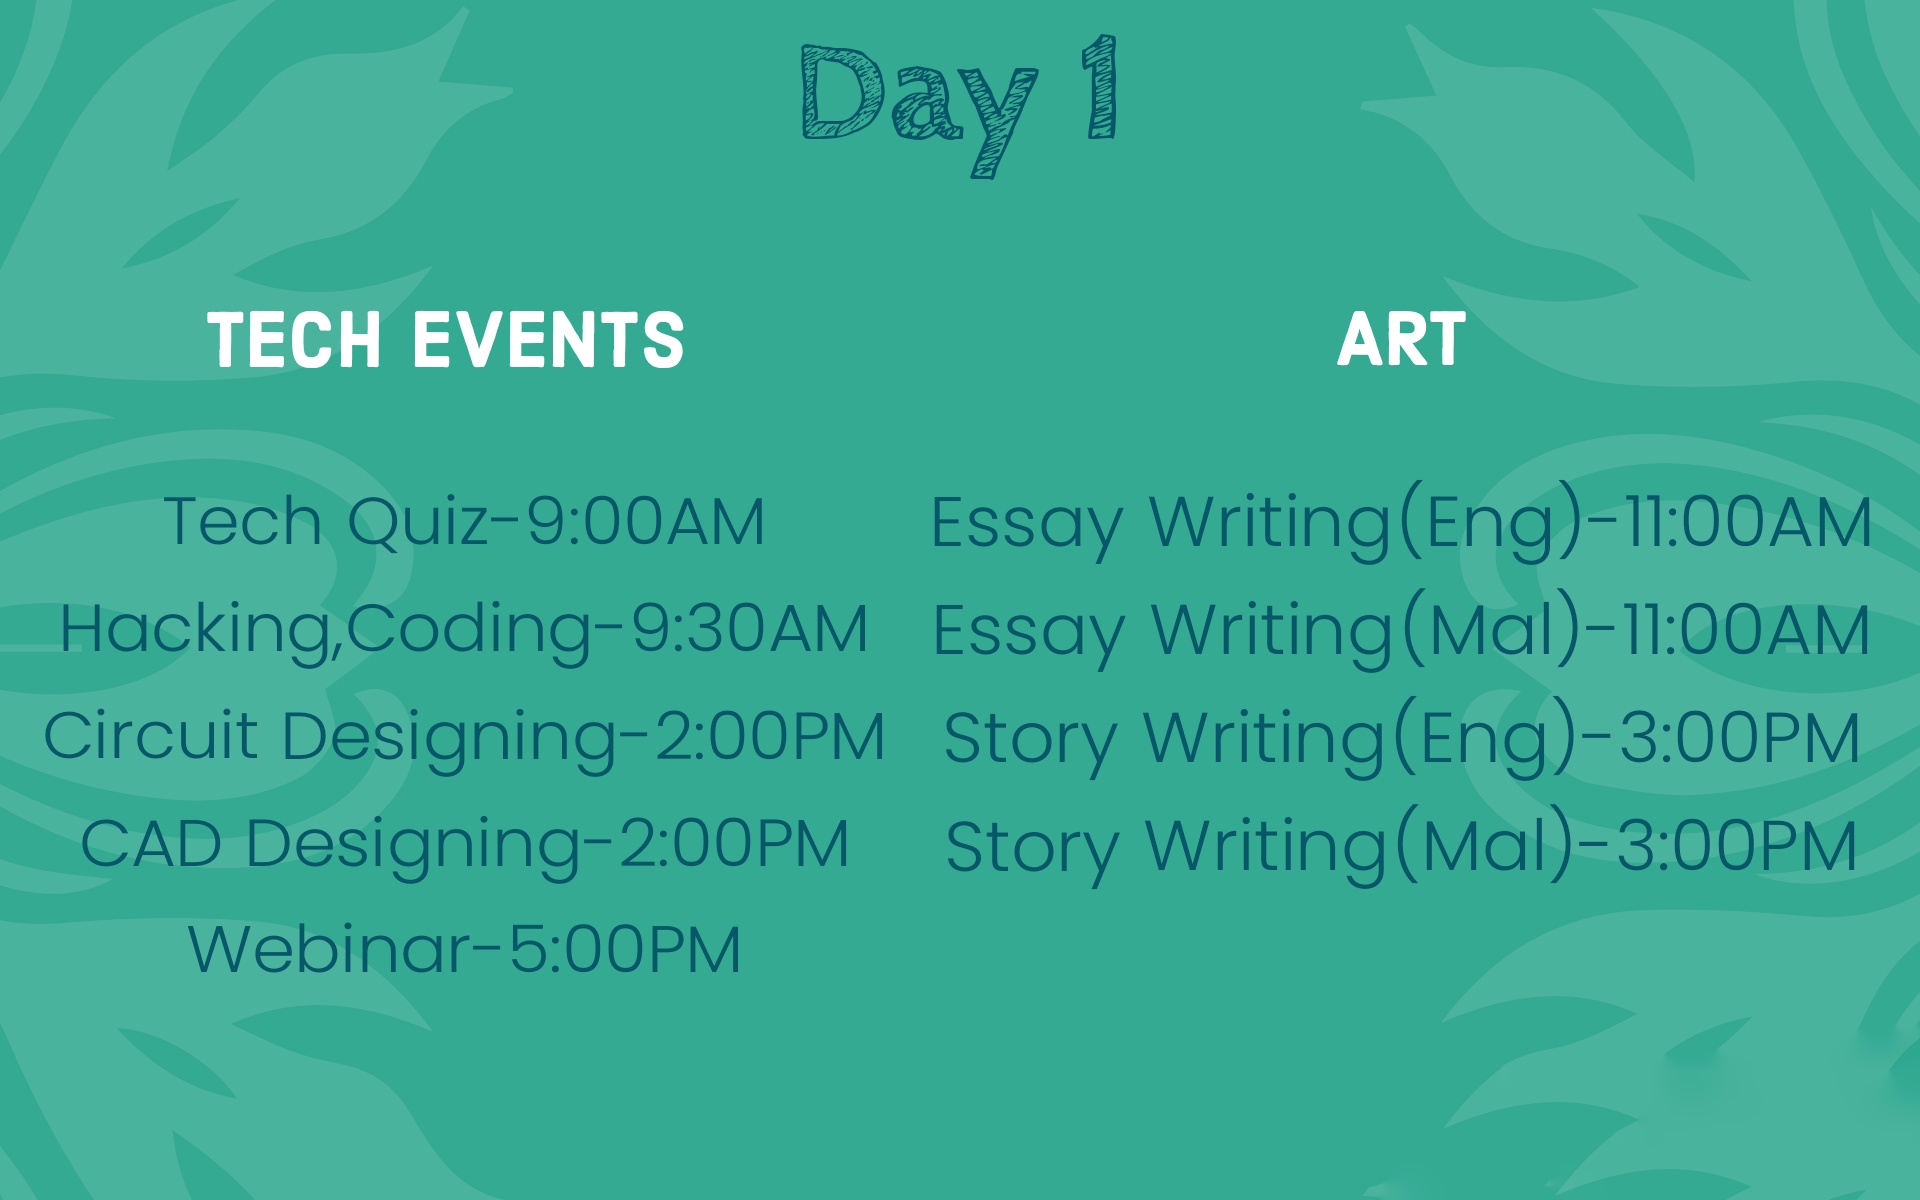 Day 1
TECH EVENTS
Tech Quiz-9:00AM
Hacking,Coding-9:30AM
Circuit Designing-2:00PM
CAD Designing-2:00PM
Webinar-5:00PM
ART
Essay Writing(Eng)-11:00AM
Essay Writing(Mal)-11:00AM
Story Writing(Eng)-3:00PM
Story Writing(Mal)-3:00PM